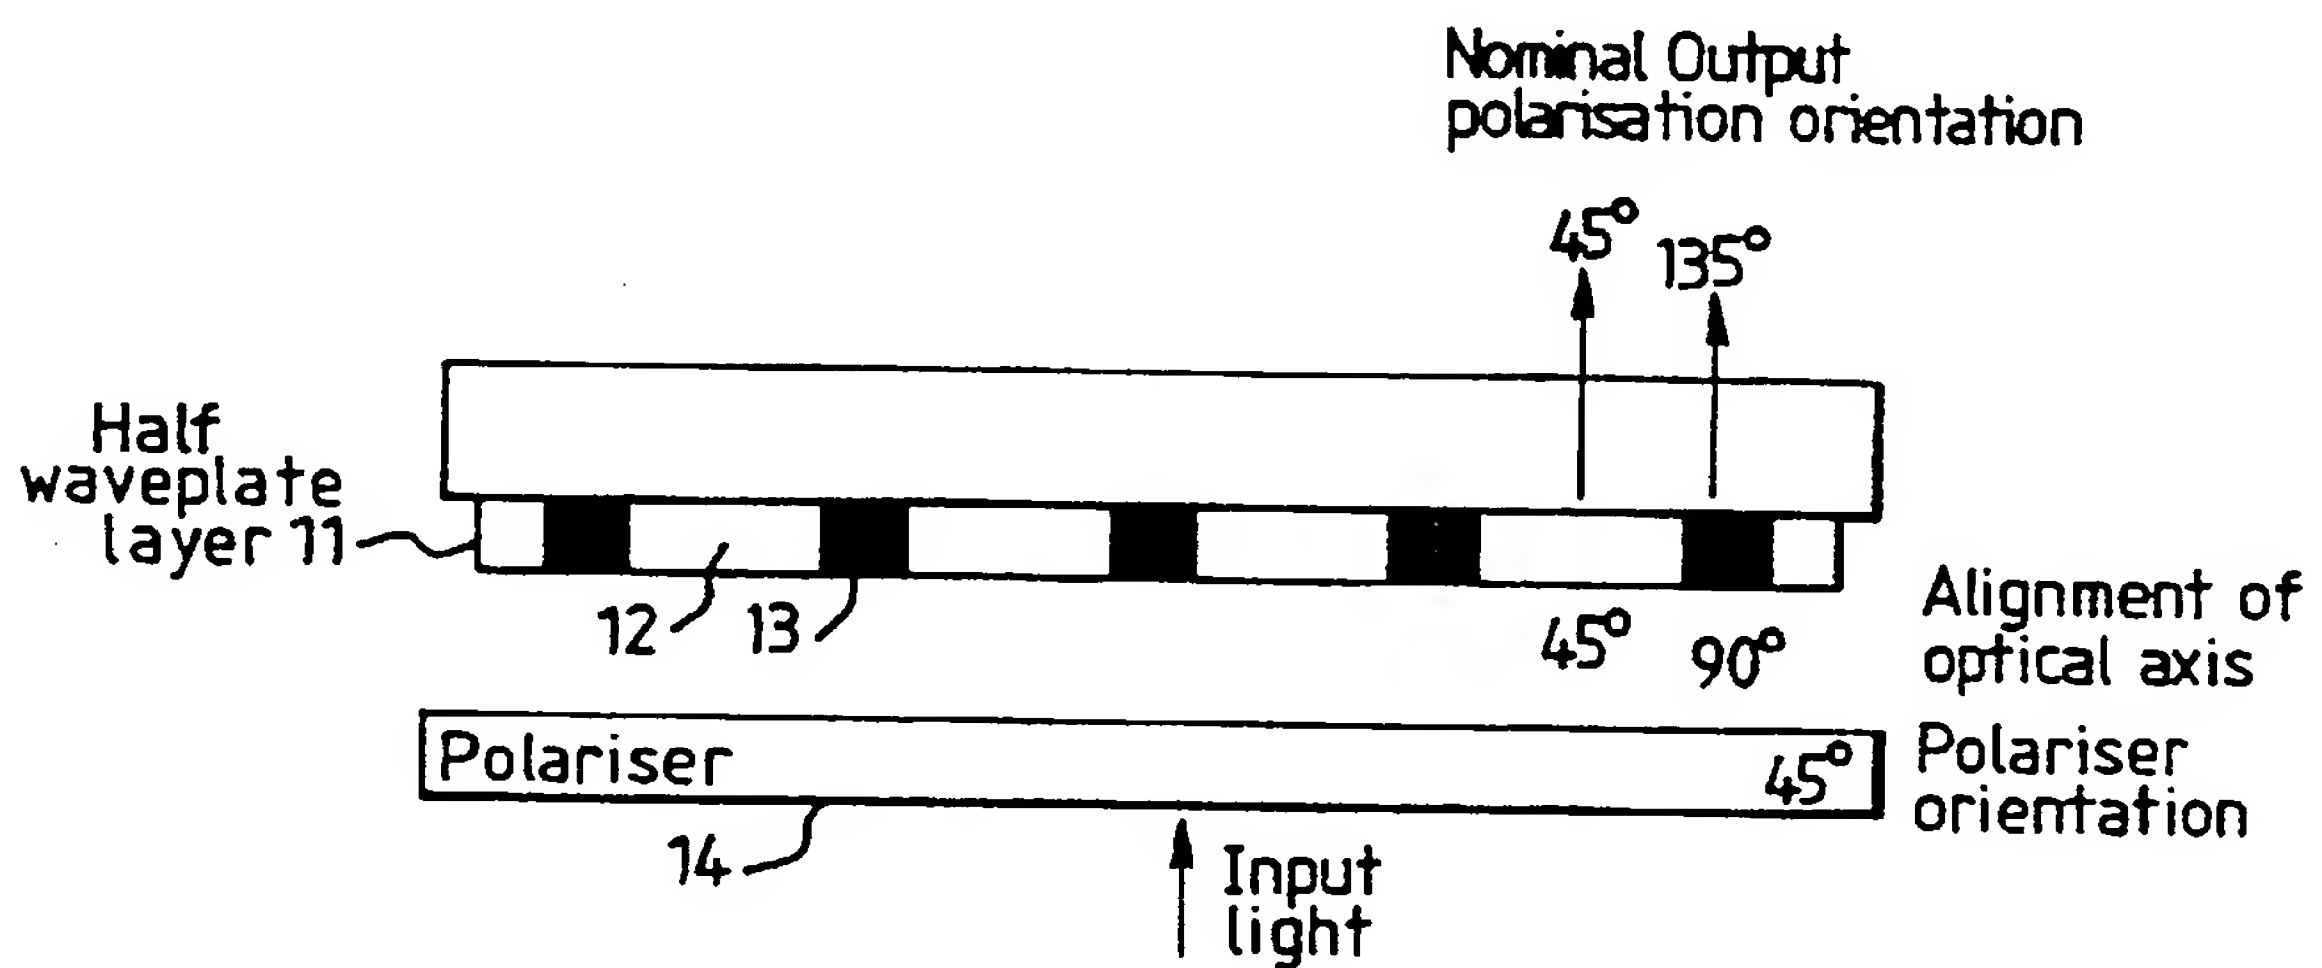 Nominal Output
polarisation orientation
45°
135°
Half
waveplate
layer 11
12
13
45°
90°
Alignment of
optical axis
Polariser
45°
Polariser
orientation
14
Input
light